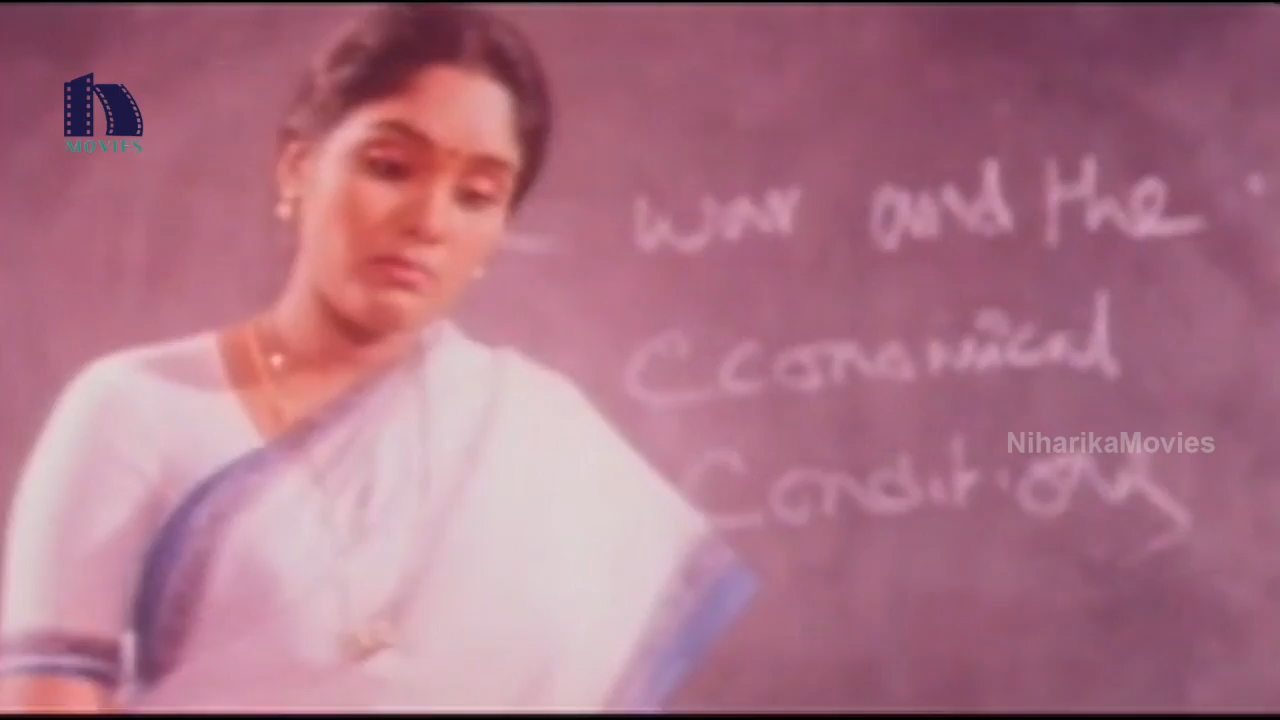 MOVIES
war and the
Economical
NiharikaMovies
Conditions